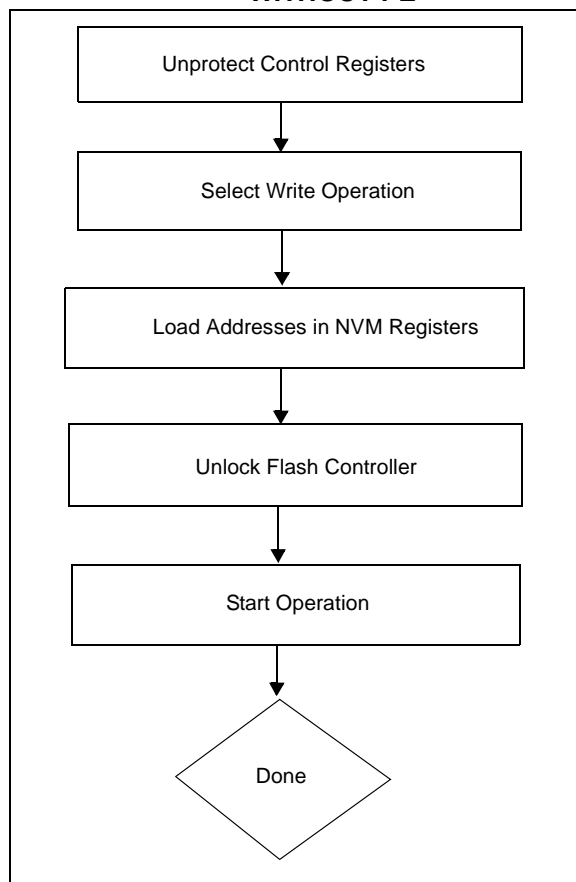 Unprotect Control Registers
Select Write Operation
Load Addresses in NVM Registers
Unlock Flash Controller
Start Operation
Done